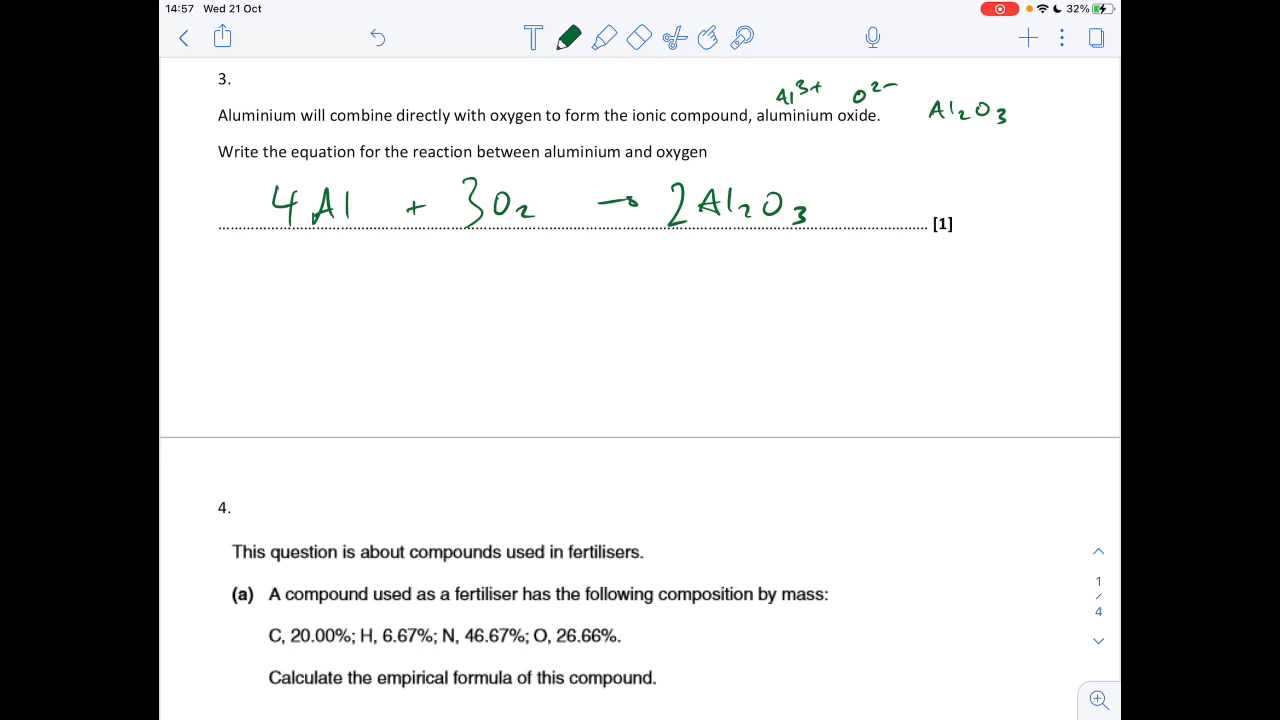 14:57 Wed 21 Oct
32%
3.
Al³⁺ O²⁻
Aluminium will combine directly with oxygen to form the ionic compound, aluminium oxide.
Al₂O₃
Write the equation for the reaction between aluminium and oxygen
4Al + 3O₂ → 2Al₂O₃
[1]
4.
This question is about compounds used in fertilisers.
(a) A compound used as a fertiliser has the following composition by mass:
C, 20.00%; H, 6.67%; N, 46.67%; O, 26.66%.
Calculate the empirical formula of this compound.
1
/
4